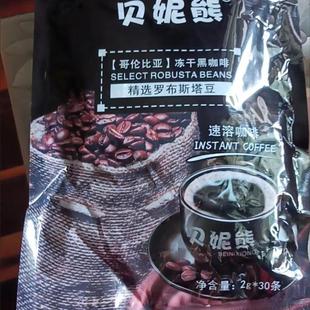 贝妮熊®
【哥伦比亚】冻干黑咖啡
SELECT ROBUSTA BEANS
精选罗布斯塔豆
速溶咖啡
INSTANT COFFEE
贝妮熊
净含量：2g*30条